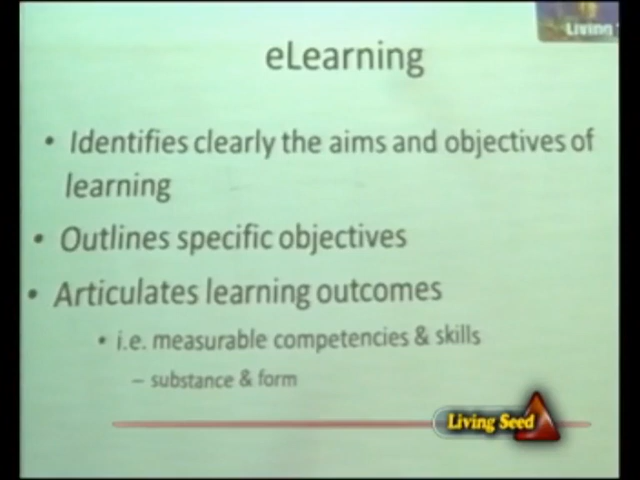 Living
eLearning
• Identifies clearly the aims and objectives of
learning
• Outlines specific objectives
• Articulates learning outcomes
• i.e. measurable competencies & skills
– substance & form
Living Seed